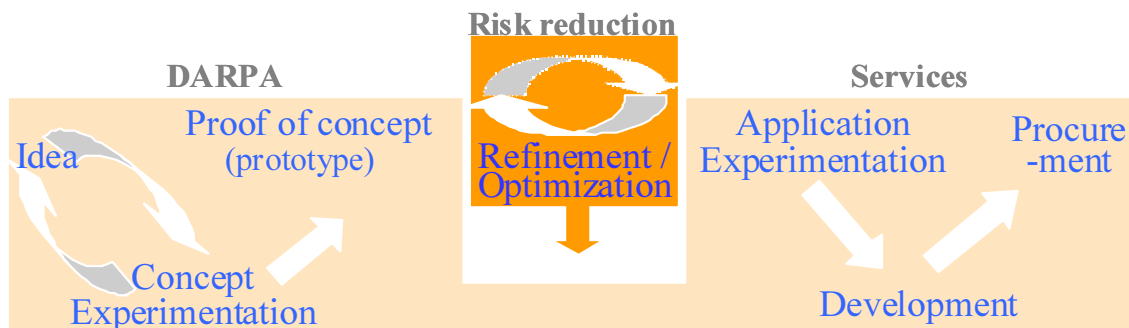 Risk reduction
DARPA
Idea
Proof of concept
(prototype)
Concept
Experimentation
Refinement /
Optimization
Services
Application
Experimentation
Development
Procure
-ment